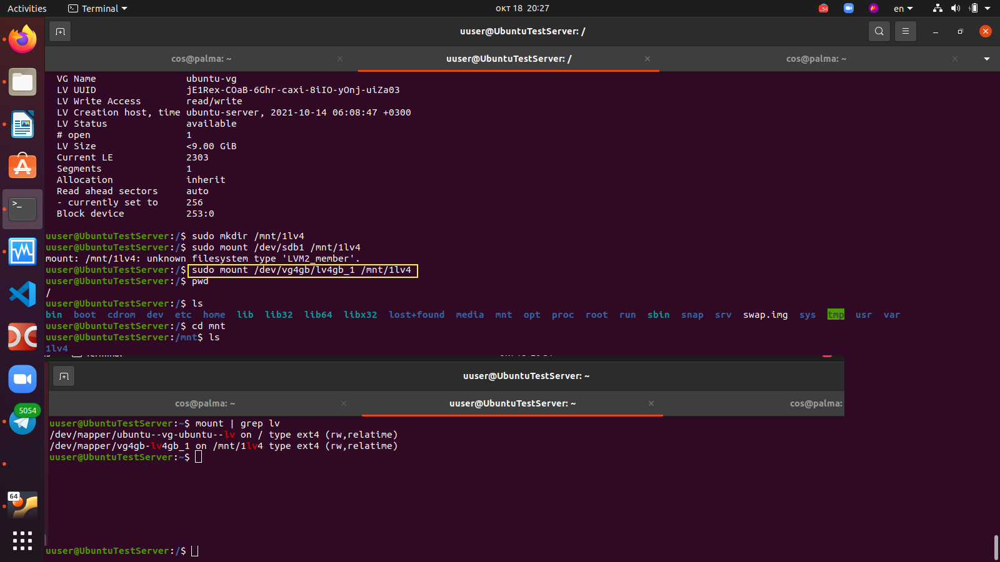 Activities Terminal окт 18 20:27 en
uuser@UbuntuTestServer: /
cos@palma: ~ uuser@UbuntuTestServer: / cos@palma: ~
VG Name ubuntu-vg
LV UUID jE1Rex-COaB-6Ghr-caxi-8iIO-yOnj-uiZa03
LV Write Access read/write
LV Creation host, time ubuntu-server, 2021-10-14 06:08:47 +0300
LV Status available
# open 1
LV Size <9.00 GiB
Current LE 2303
Segments 1
Allocation inherit
Read ahead sectors auto
- currently set to 256
Block device 253:0
uuser@UbuntuTestServer:/$ sudo mkdir /mnt/1lv4
uuser@UbuntuTestServer:/$ sudo mount /dev/sdb1 /mnt/1lv4
mount: /mnt/1lv4: unknown filesystem type 'LVM2_member'.
uuser@UbuntuTestServer:/$ sudo mount /dev/vg4gb/lv4gb_1 /mnt/1lv4
uuser@UbuntuTestServer:/$ pwd
/
uuser@UbuntuTestServer:/$ ls
bin boot cdrom dev etc home lib lib32 lib64 libx32 lost+found media mnt opt proc root run sbin snap srv swap.img sys tmp usr var
uuser@UbuntuTestServer:/$ cd mnt
uuser@UbuntuTestServer:/mnt$ ls
1lv4
uuser@UbuntuTestServer: ~
cos@palma: ~ uuser@UbuntuTestServer: ~ cos@palma:
uuser@UbuntuTestServer:~$ mount | grep lv
/dev/mapper/ubuntu--vg-ubuntu--lv on / type ext4 (rw,relatime)
/dev/mapper/vg4gb-lv4gb_1 on /mnt/1lv4 type ext4 (rw,relatime)
uuser@UbuntuTestServer:~$
uuser@UbuntuTestServer:/$
5054
64